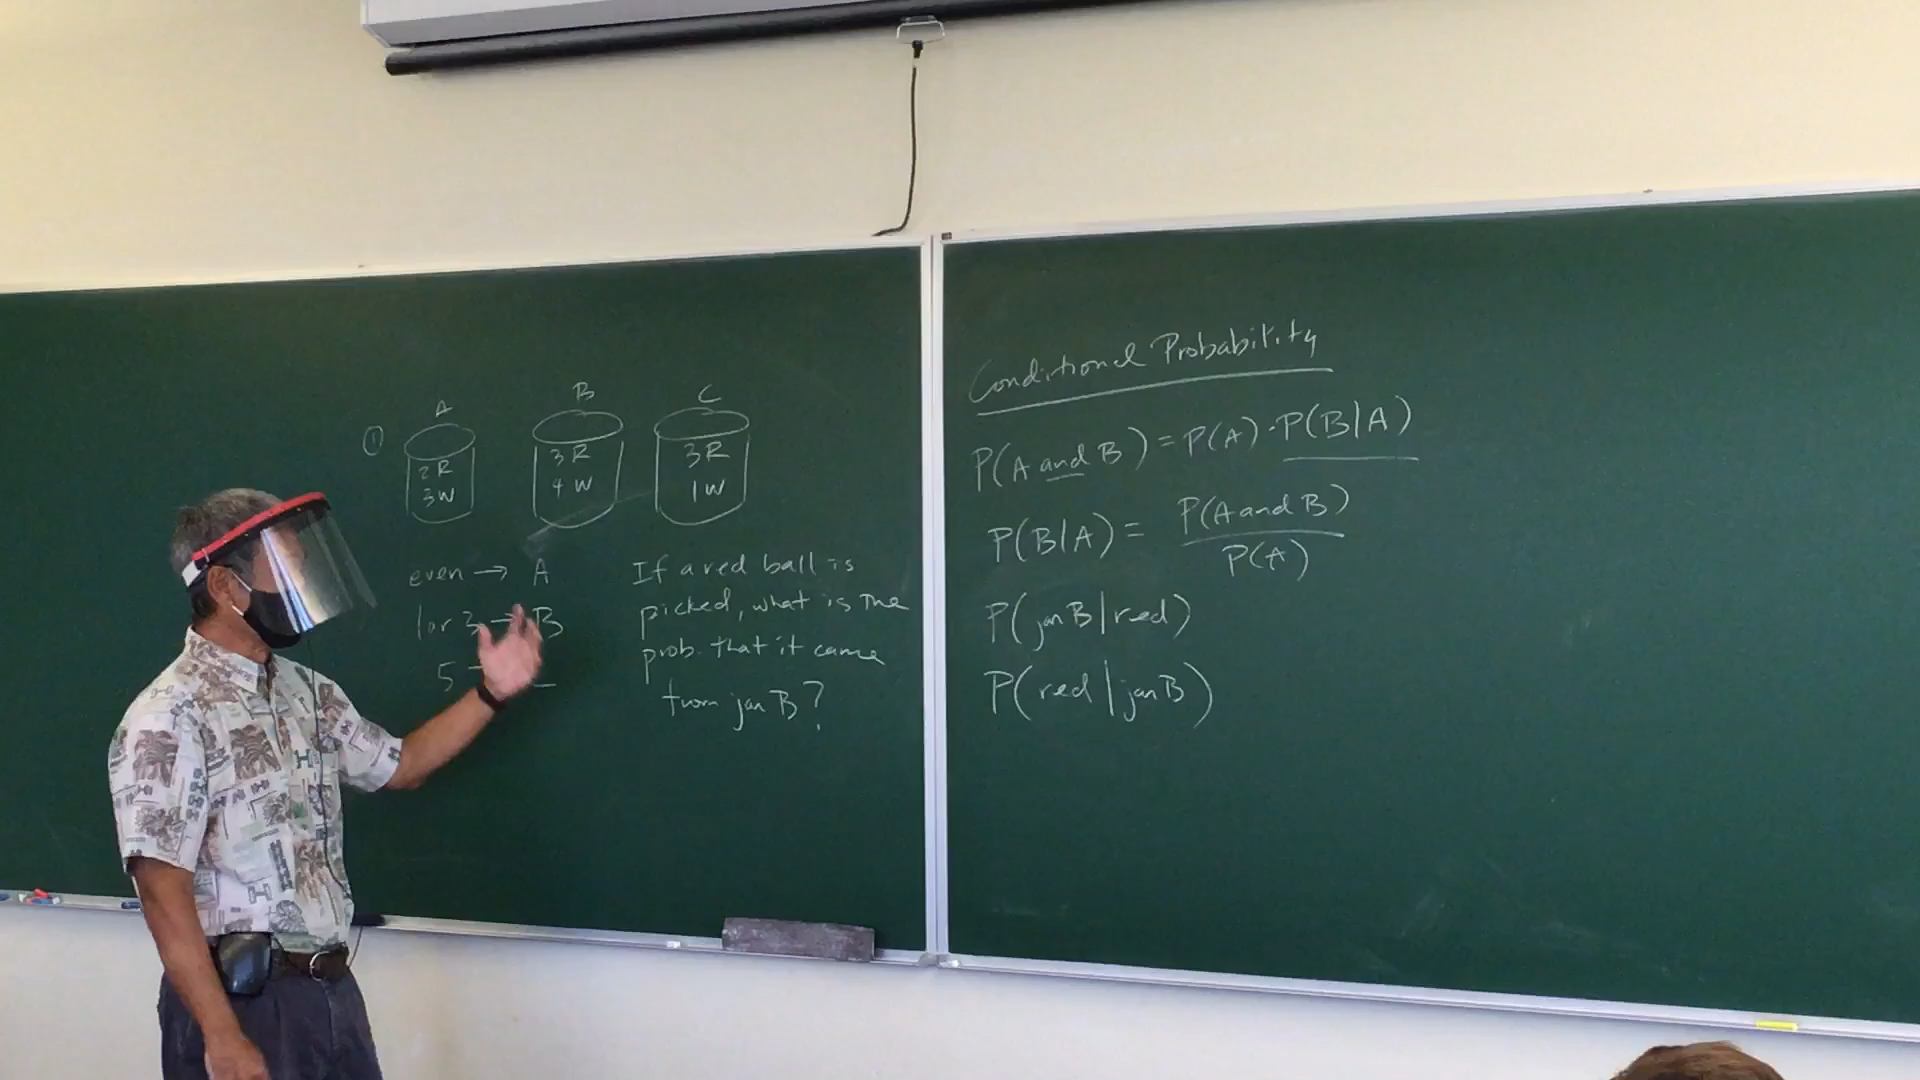 ①
A
2R
3W
B
3R
4W
C
3R
1W
even → A
1 or 3 → B
5
If a red ball is
picked, what is the
prob. that it came
from jar B?
Conditional Probability
P(A and B) = P(A) · P(B|A)
P(B|A) = P(A and B)
P(A)
P(jar B | red)
P(red | jar B)